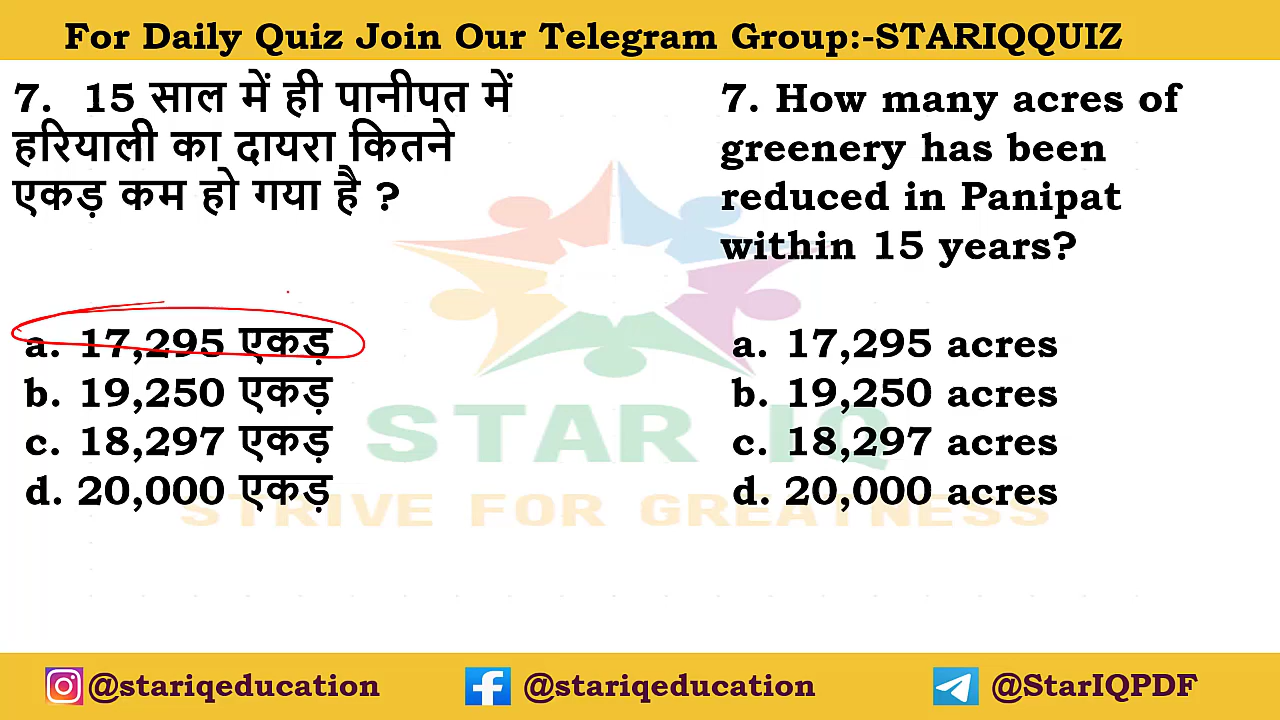 For Daily Quiz Join Our Telegram Group:-STARIQQUIZ
7. 15 साल में ही पानीपत में
हरियाली का दायरा कितने
एकड़ कम हो गया है ?
a. 17,295 एकड़
b. 19,250 एकड़
c. 18,297 एकड़
d. 20,000 एकड़
7. How many acres of
greenery has been
reduced in Panipat
within 15 years?
a. 17,295 acres
b. 19,250 acres
c. 18,297 acres
d. 20,000 acres
STAR IQ
STRIVE FOR GREATNESS
@stariqeducation
@stariqeducation
@StarIQPDF